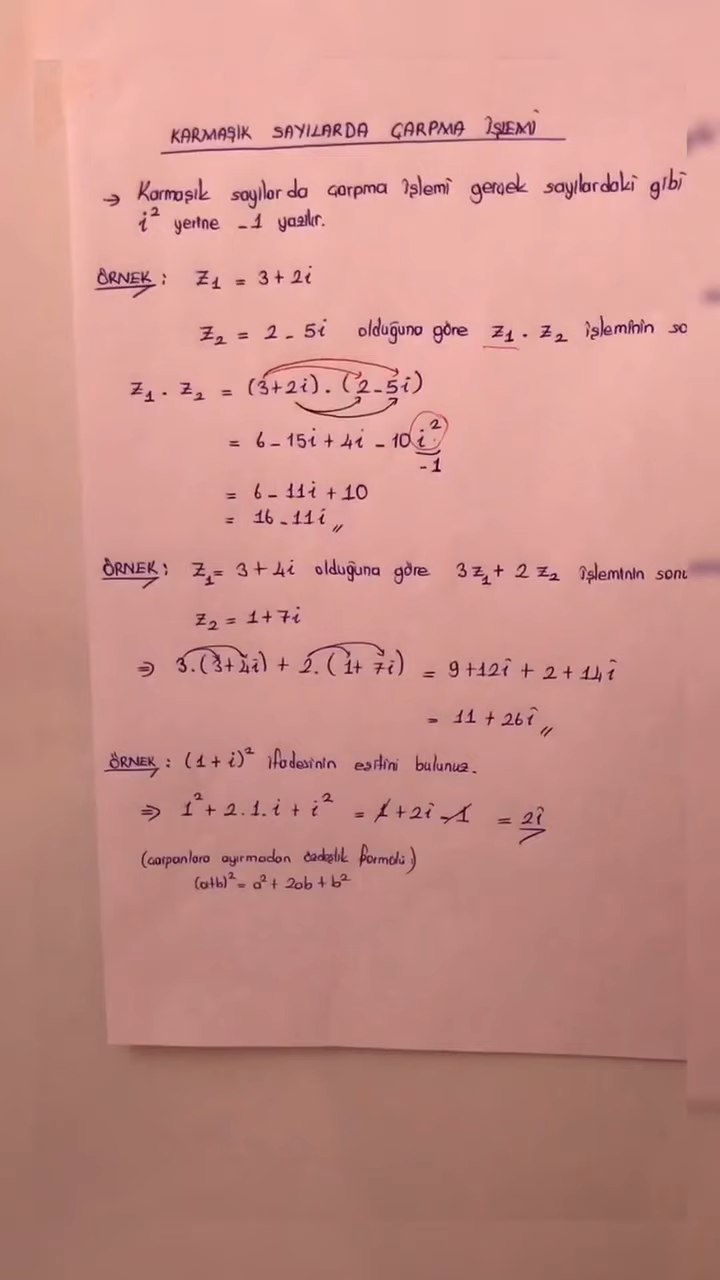 KARMAŞIK SAYILARDA ÇARPMA İŞLEMİ
→ Karmaşık sayılarda çarpma işlemi gerçek sayılardaki gibi
i² yerine -1 yazılır.
ÖRNEK: Z₁ = 3 + 2i
Z₂ = 2 - 5i olduğuna göre Z₁ . Z₂ işleminin so
Z₁ . Z₂ = (3+2i) . (2-5i)
= 6 - 15i + 4i - 10 i²
-1
= 6 - 11i + 10
= 16 - 11i //
ÖRNEK: Z₁ = 3 + 4i olduğuna göre 3Z₁ + 2Z₂ işleminin sonu
Z₂ = 1 + 7i
⇒ 3.(3+4i) + 2.(1+7i) = 9+12i + 2 + 14i
= 11 + 26i //
ÖRNEK: (1+i)² ifadesinin eşitini bulunuz.
⇒ 1² + 2.1.i + i² = 1 + 2i - 1 = 2i
(çarpanlara ayırmadan özdeşlik formülü)
(a+b)² = a² + 2ab + b²